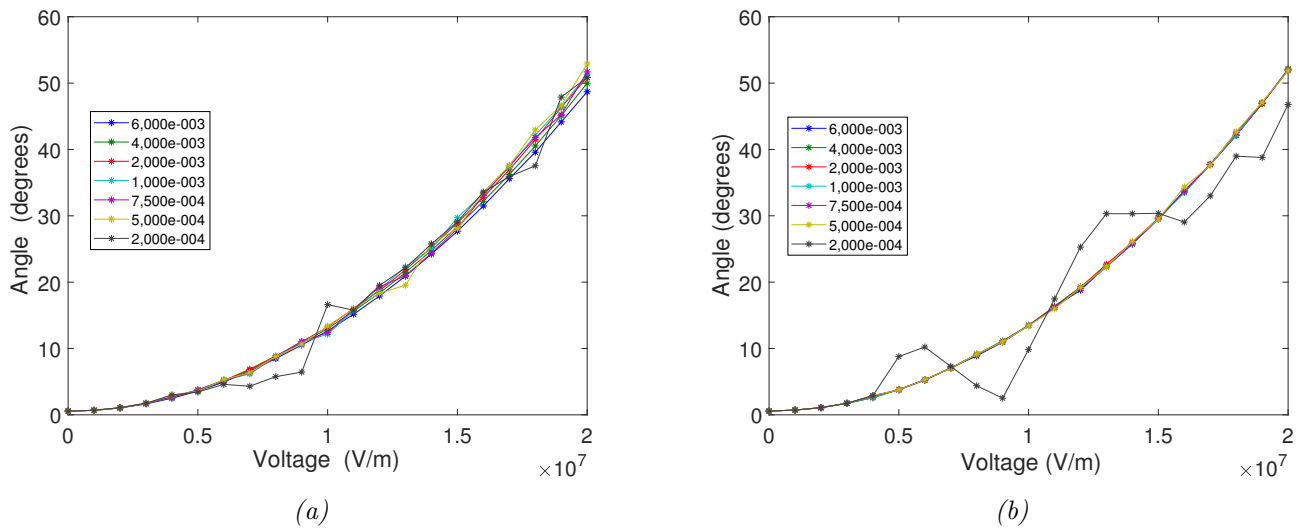 60
50
40
30
20
10
0
Angle (degrees)
6,000e-003
4,000e-003
2,000e-003
1,000e-003
7,500e-004
5,000e-004
2,000e-004
0 0.5 1 1.5 2
Voltage (V/m)
×10⁷
(a)
60
50
40
30
20
10
0
Angle (degrees)
6,000e-003
4,000e-003
2,000e-003
1,000e-003
7,500e-004
5,000e-004
2,000e-004
0 0.5 1 1.5 2
Voltage (V/m)
×10⁷
(b)